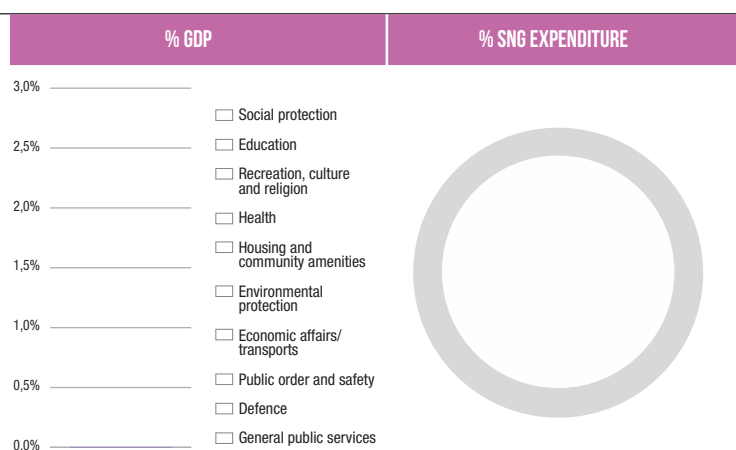 % GDP
% SNG EXPENDITURE
3,0%
2,5%
2,0%
1,5%
1,0%
0,5%
0,0%
Social protection
Education
Recreation, culture
and religion
Health
Housing and
community amenities
Environmental
protection
Economic affairs/
transports
Public order and safety
Defence
General public services